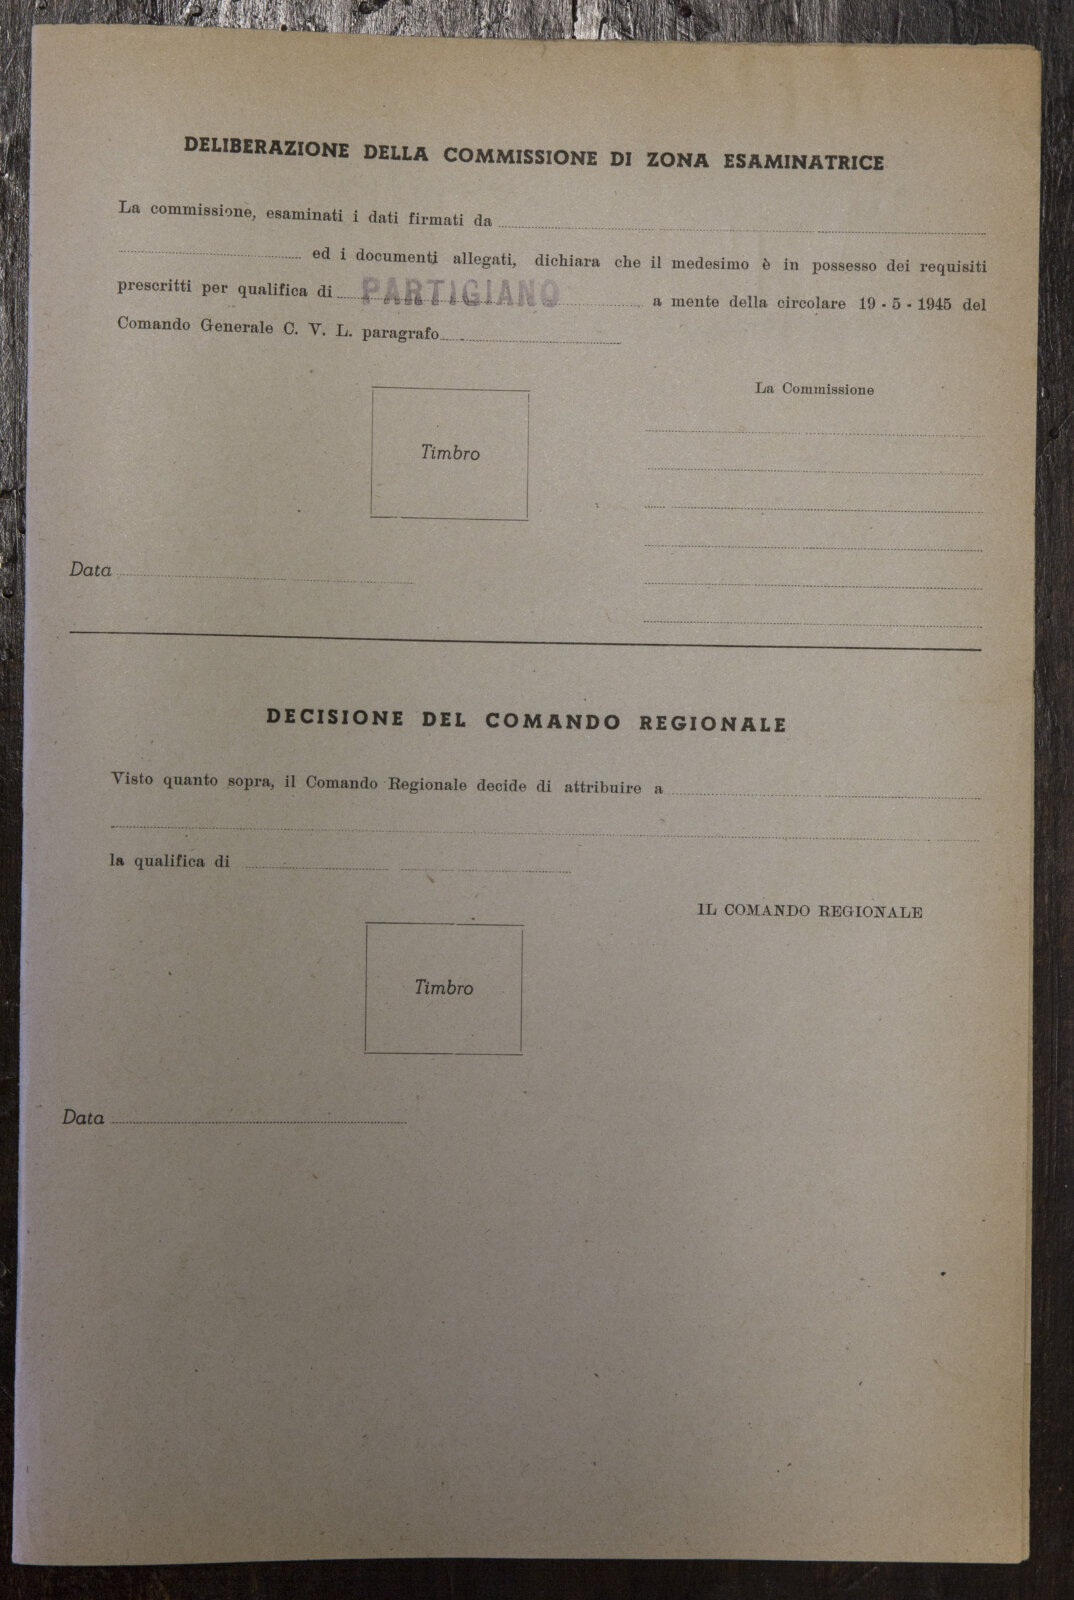 DELIBERAZIONE DELLA COMMISSIONE DI ZONA ESAMINATRICE
La commissione, esaminati i dati firmati da
ed i documenti allegati, dichiara che il medesimo è in possesso dei requisiti
prescritti per qualifica di PARTIGIANO a mente della circolare 19 - 5 - 1945 del
Comando Generale C. V. L. paragrafo
La Commissione
Timbro
Data
DECISIONE DEL COMANDO REGIONALE
Visto quanto sopra, il Comando Regionale decide di attribuire a
la qualifica di
IL COMANDO REGIONALE
Timbro
Data